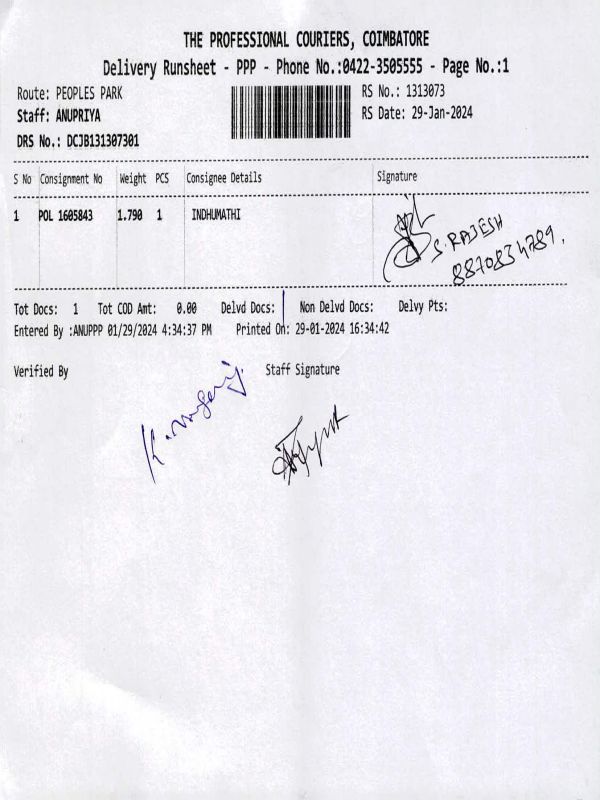 THE PROFESSIONAL COURIERS, COIMBATORE
Delivery Runsheet - PPP - Phone No.:0422-3505555 - Page No.:1
Route: PEOPLES PARK RS No.: 1313073
Staff: ANUPRIYA RS Date: 29-Jan-2024
DRS No.: DCJB131307301
S No Consignment No Weight PCS Consignee Details Signature
1 POL 1605843 1.790 1 INDHUMATHI
S. RAJESH
8870834789.
Tot Docs: 1 Tot COD Amt: 0.00 Delvd Docs: Non Delvd Docs: Delvy Pts:
Entered By :ANUPPP 01/29/2024 4:34:37 PM Printed On: 29-01-2024 16:34:42
Verified By Staff Signature